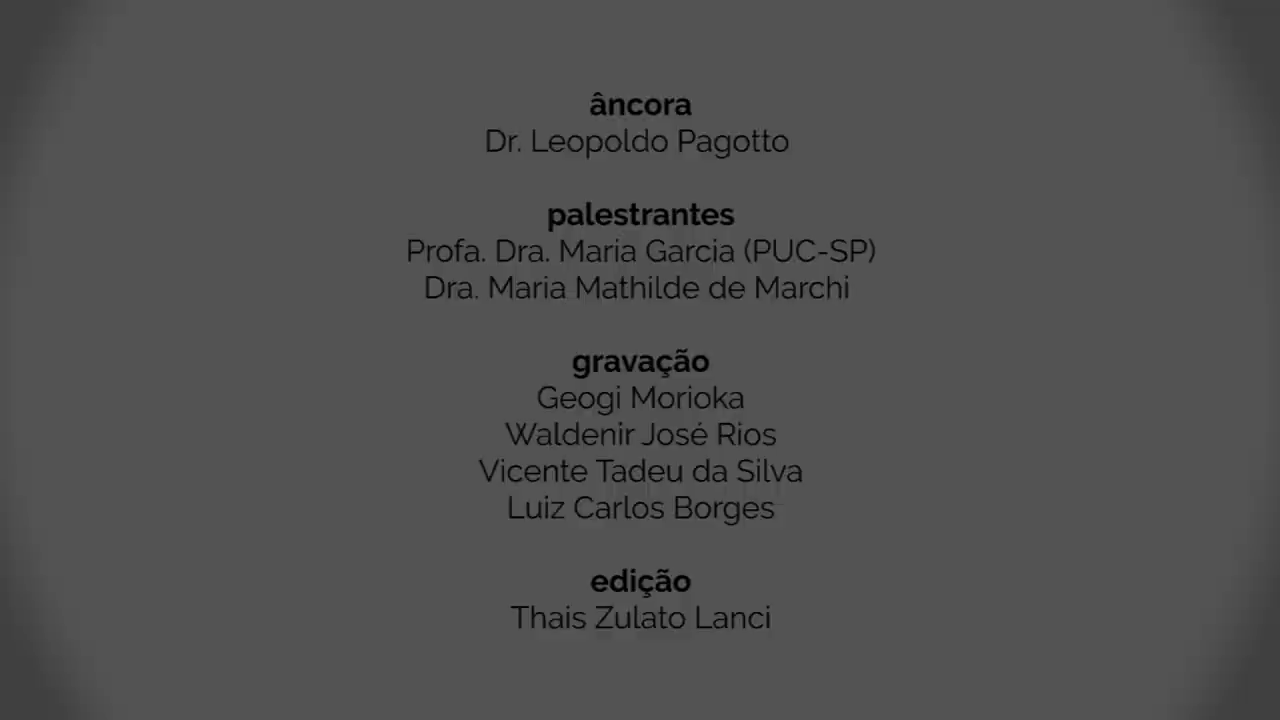 âncora
Dr. Leopoldo Pagotto
palestrantes
Profa. Dra. Maria Garcia (PUC-SP)
Dra. Maria Mathilde de Marchi
gravação
Geogi Morioka
Waldenir José Rios
Vicente Tadeu da Silva
Luiz Carlos Borges
edição
Thais Zulato Lanci